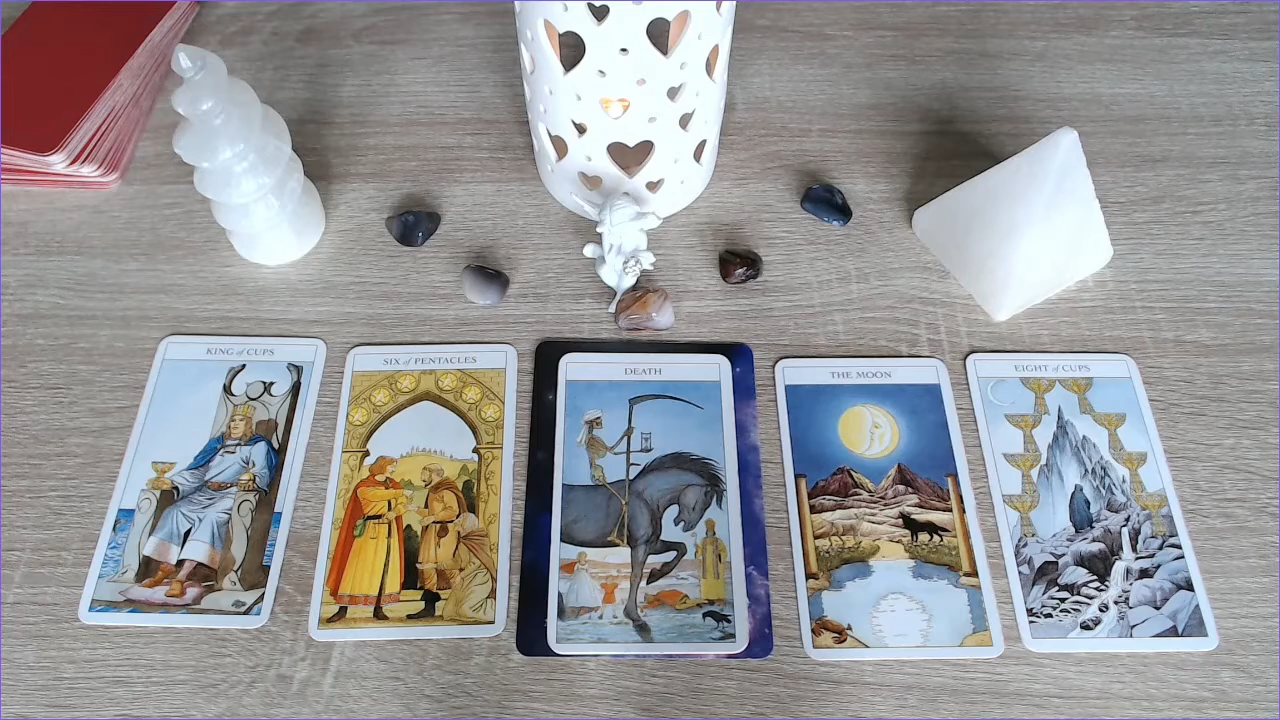 KING of CUPS
SIX of PENTACLES
DEATH
THE MOON
EIGHT of CUPS